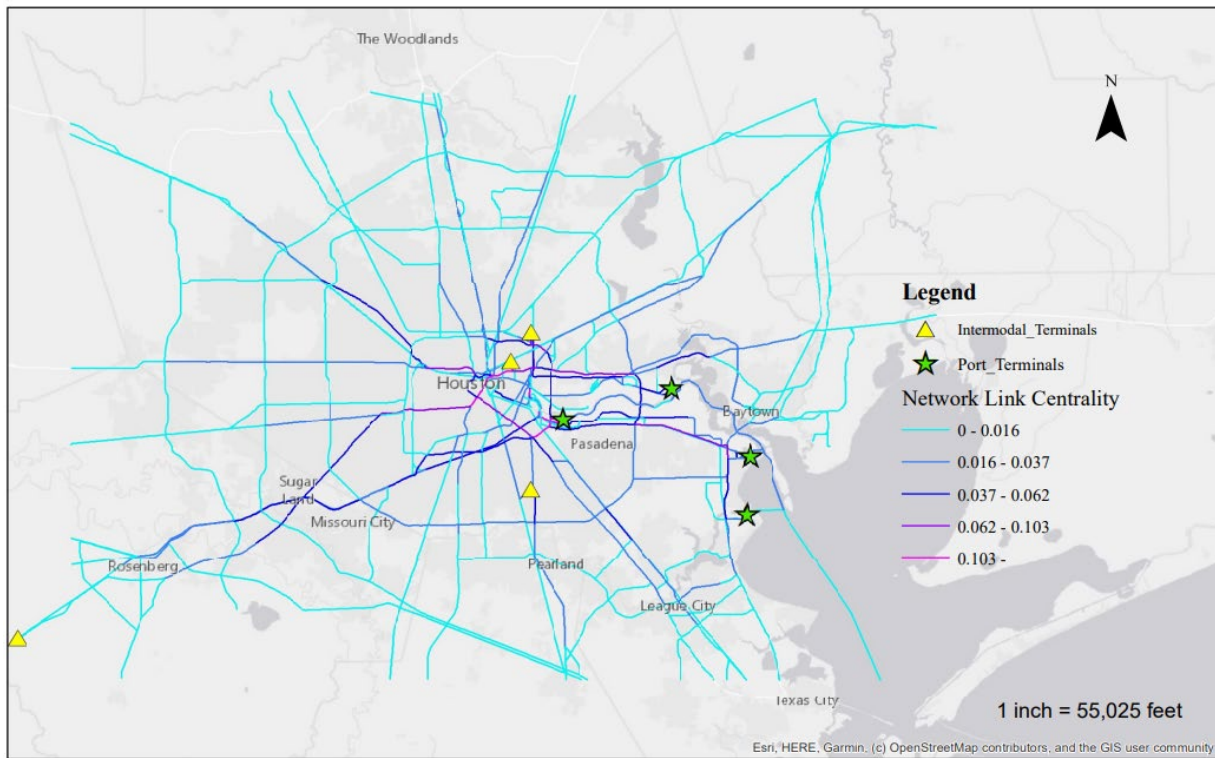 The Woodlands
N
Houston
Baytown
Pasadena
Sugar
Land
Missouri City
Rosenberg
Pearland
League City
Texas City
Legend
Intermodal_Terminals
Port_Terminals
Network Link Centrality
0 - 0.016
0.016 - 0.037
0.037 - 0.062
0.062 - 0.103
0.103 -
1 inch = 55,025 feet
Esri, HERE, Garmin, (c) OpenStreetMap contributors, and the GIS user community